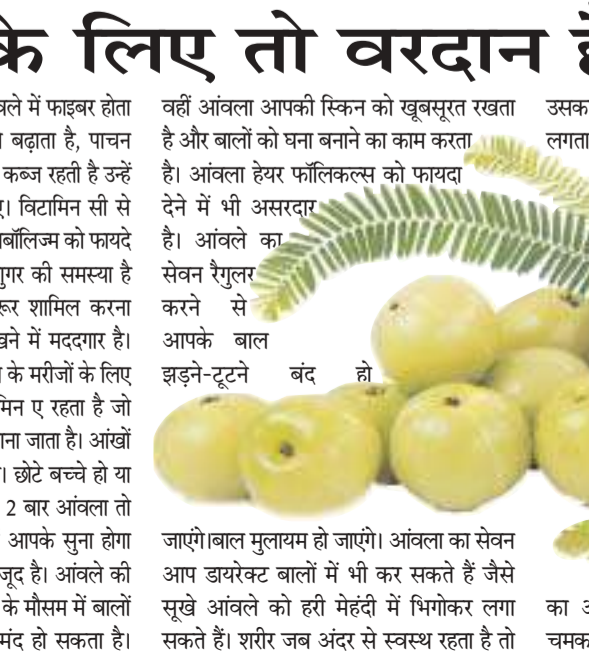 के लिए तो वरदान
में फाइबर होता
बढ़ाता है, पाचन
कब्ज रहती है उन्हें
विटामिन सी से
को फायदे
की समस्या है
शामिल करना
में मददगार है।
के मरीजों के लिए
ए रहता है जो
जाता है। आंखों
छोटे बच्चे हो या
2 बार आंवला तो
आपके सुना होगा
है। आंवले की
के मौसम में बालों
हो सकता है।
वहीं आंवला आपकी स्किन को खूबसूरत रखता
है और बालों को घना बनाने का काम करता
है। आंवला हेयर फॉलिकल्स को फायदा
देने में भी असरदार
है। आंवले का
सेवन रैगुलर
करने से
आपके बाल
झड़ने-टूटने बंद हो
जाएंगे।बाल मुलायम हो जाएंगे। आंवला का सेवन
आप डायरेक्ट बालों में भी कर सकते हैं जैसे
सूखे आंवले को हरी मेहंदी में भिगोकर लगा
सकते हैं। शरीर जब अंदर से स्वस्थ रहता है तो
उसक
लगता
का
चमक